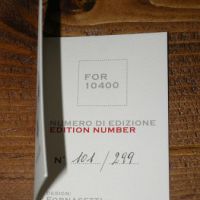 FOR
10400
NUMERO DI EDIZIONE
EDITION NUMBER
N° 101 / 299
DESIGN:
FORNASETTI